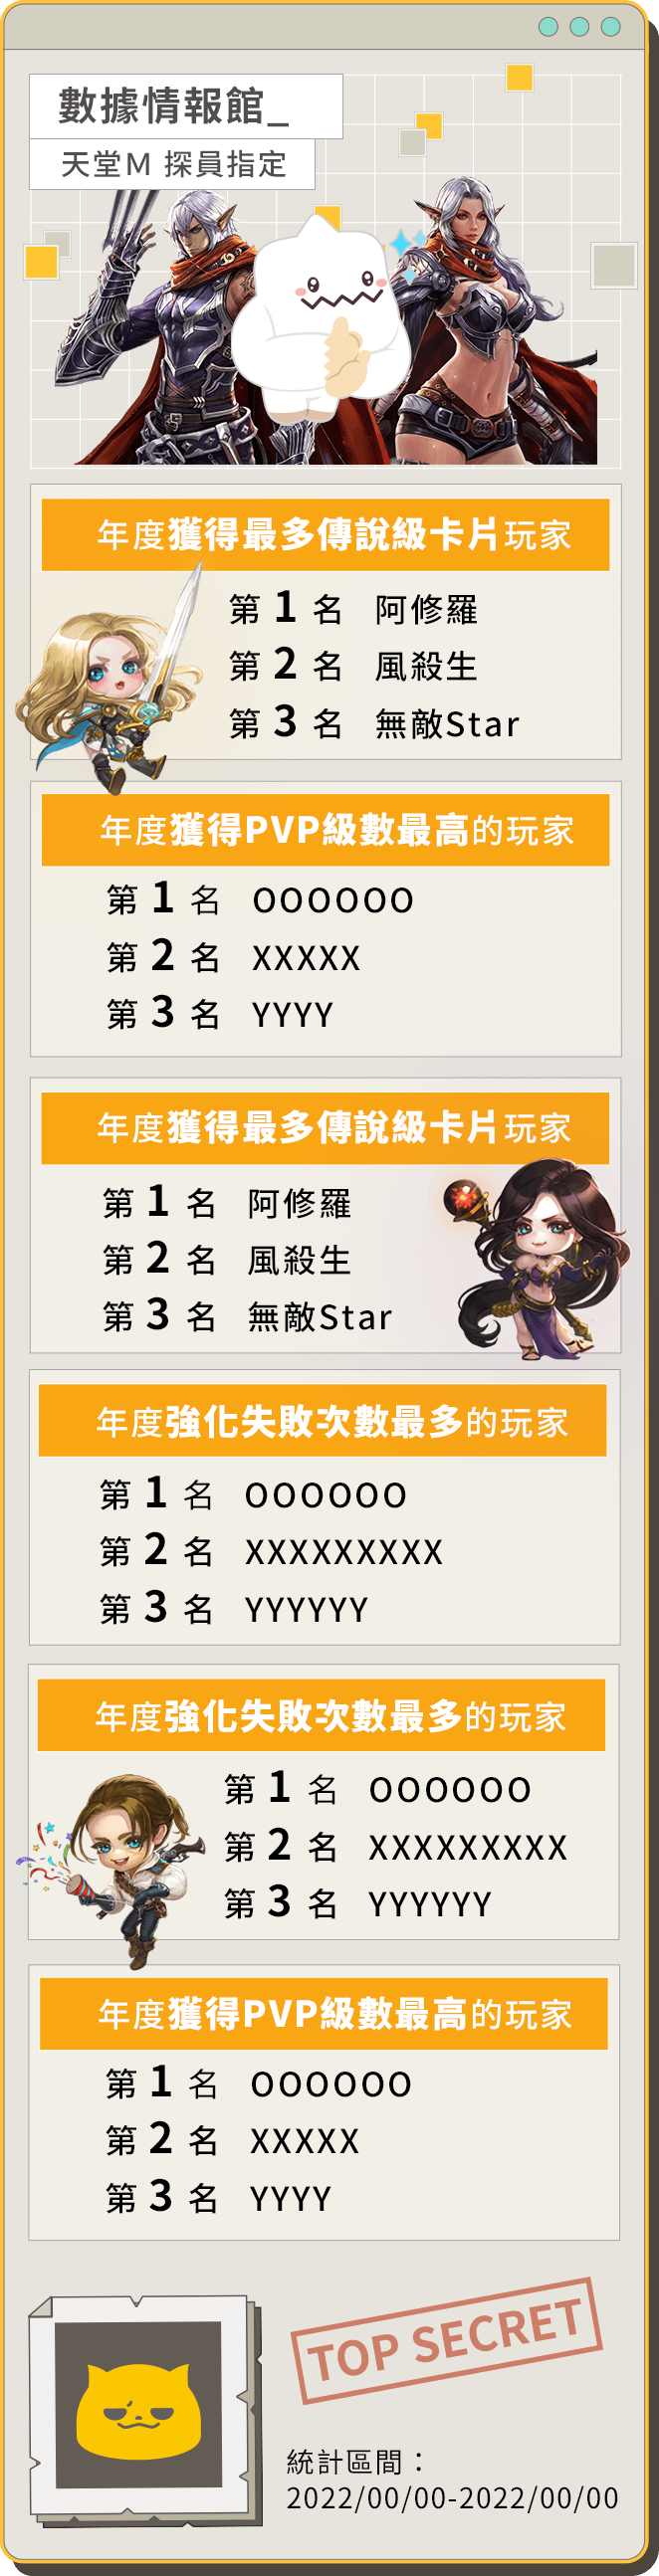 數據情報館_
天堂M 探員指定
年度獲得最多傳說級卡片玩家
第 1 名 阿修羅
第 2 名 風殺生
第 3 名 無敵Star
年度獲得PVP級數最高的玩家
第 1 名 OOOOOO
第 2 名 XXXXX
第 3 名 YYYY
年度獲得最多傳說級卡片玩家
第 1 名 阿修羅
第 2 名 風殺生
第 3 名 無敵Star
年度強化失敗次數最多的玩家
第 1 名 OOOOOO
第 2 名 XXXXXXXXX
第 3 名 YYYYYY
年度強化失敗次數最多的玩家
第 1 名 OOOOOO
第 2 名 XXXXXXXXX
第 3 名 YYYYYY
年度獲得PVP級數最高的玩家
第 1 名 OOOOOO
第 2 名 XXXXX
第 3 名 YYYY
TOP SECRET
統計區間：
2022/00/00-2022/00/00